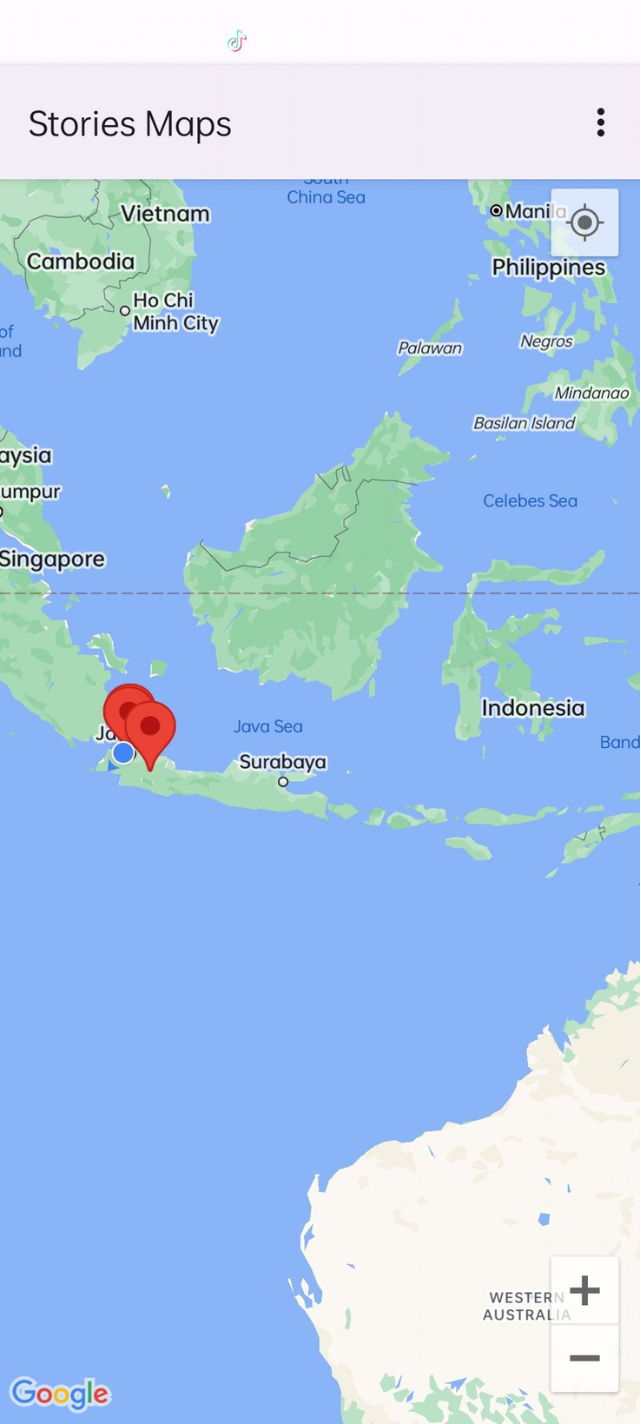 Stories Maps
South
China Sea
Vietnam
Manila
Cambodia
Philippines
Ho Chi
Minh City
of
and
Palawan
Negros
Mindanao
Basilan Island
aysia
umpur
Celebes Sea
Singapore
Indonesia
Ja
Java Sea
Band
Surabaya
WESTERN
AUSTRALIA
Google